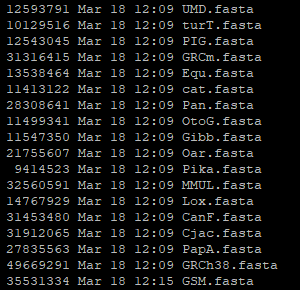 12593791 Mar 18 12:09 UMD.fasta
10129516 Mar 18 12:09 turT.fasta
12543045 Mar 18 12:09 PIG.fasta
31316415 Mar 18 12:09 GRCm.fasta
13538464 Mar 18 12:09 Equ.fasta
11413122 Mar 18 12:09 cat.fasta
28308641 Mar 18 12:09 Pan.fasta
11499341 Mar 18 12:09 OtoG.fasta
11547350 Mar 18 12:09 Gibb.fasta
21755607 Mar 18 12:09 Oar.fasta
9414523 Mar 18 12:09 Pika.fasta
32560591 Mar 18 12:09 MMUL.fasta
14767929 Mar 18 12:09 Lox.fasta
31453480 Mar 18 12:09 CanF.fasta
31912065 Mar 18 12:09 Cjac.fasta
27835563 Mar 18 12:09 PapA.fasta
49669291 Mar 18 12:09 GRCh38.fasta
35531334 Mar 18 12:15 GSM.fasta